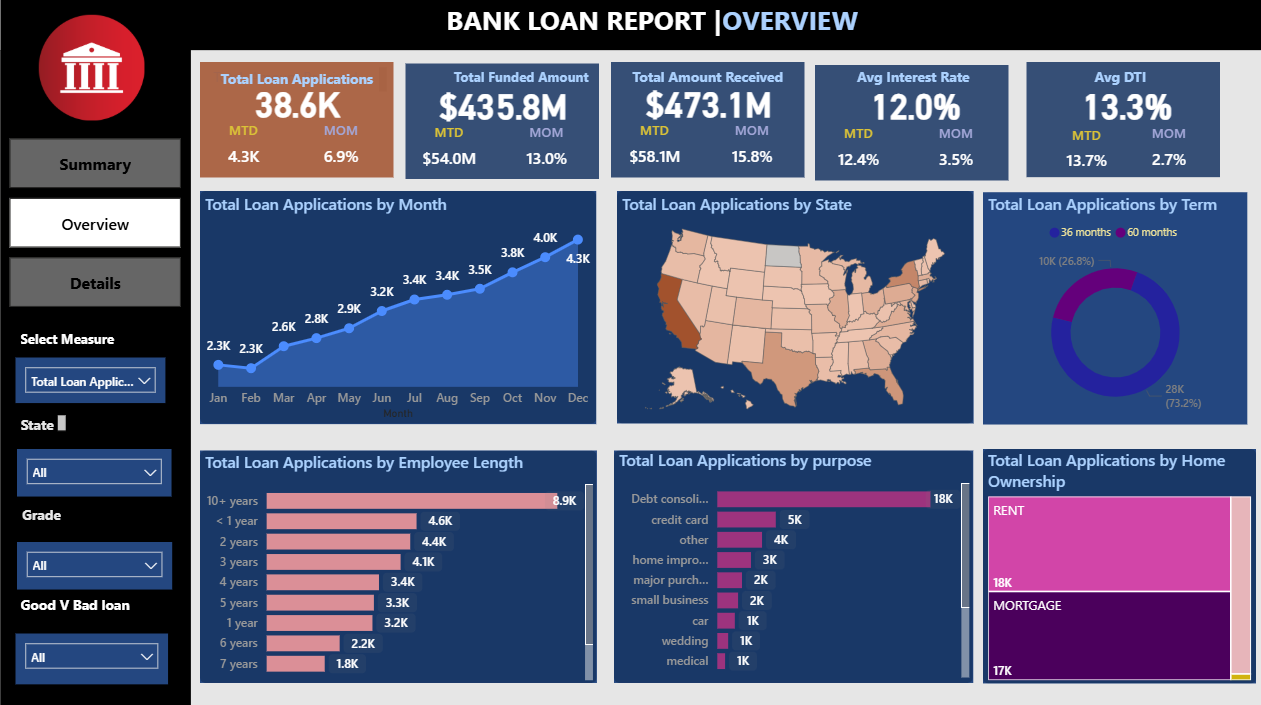 BANK LOAN REPORT |OVERVIEW
Summary
Overview
Details
Select Measure
Total Loan Applic...
State
All
Grade
All
Good V Bad loan
All
Total Loan Applications
38.6K
MTD MOM
4.3K 6.9%
Total Funded Amount
$435.8M
MTD MOM
$54.0M 13.0%
Total Amount Received
$473.1M
MTD MOM
$58.1M 15.8%
Avg Interest Rate
12.0%
MTD MOM
12.4% 3.5%
Avg DTI
13.3%
MTD MOM
13.7% 2.7%
Total Loan Applications by Month
2.3K 2.3K 2.6K 2.8K 2.9K 3.2K 3.4K 3.4K 3.5K 3.8K 4.0K 4.3K
Jan Feb Mar Apr May Jun Jul Aug Sep Oct Nov Dec
Month
Total Loan Applications by State
Total Loan Applications by Term
36 months 60 months
10K (26.8%)
28K
(73.2%)
Total Loan Applications by Employee Length
10+ years 8.9K
< 1 year 4.6K
2 years 4.4K
3 years 4.1K
4 years 3.4K
5 years 3.3K
1 year 3.2K
6 years 2.2K
7 years 1.8K
Total Loan Applications by purpose
Debt consoli... 18K
credit card 5K
other 4K
home impro... 3K
major purch... 2K
small business 2K
car 1K
wedding 1K
medical 1K
Total Loan Applications by Home
Ownership
RENT
18K
MORTGAGE
17K